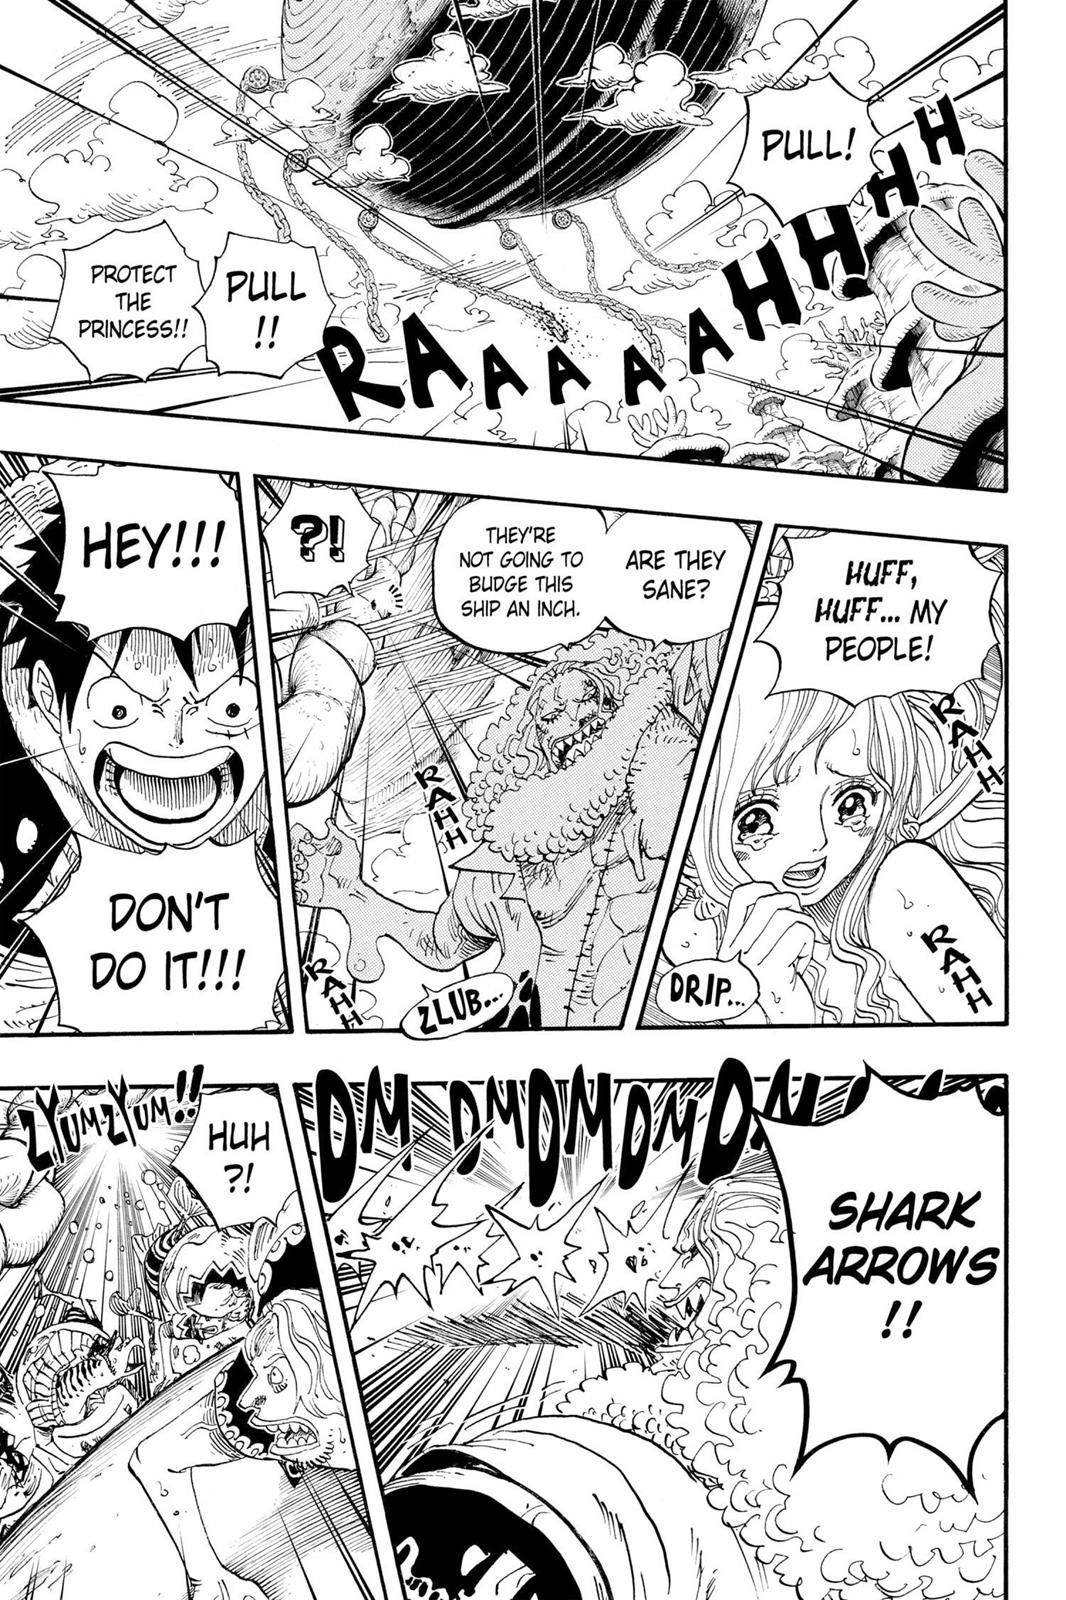 PULL!
RAAAAAHHHHHH
PULL
!!
PROTECT
THE
PRINCESS!!
HUFF,
HUFF... MY
PEOPLE!
RAHH
RAHH
DRIP...
ARE THEY
SANE?
THEY'RE
NOT GOING TO
BUDGE THIS
SHIP AN INCH.
?!
RAHH
RAHH
ZLUB...
HEY!!!
DON'T
DO IT!!!
SHARK
ARROWS
!!
DM DMDMDMDM
HUH
?!
ZYUM-ZYUM!!